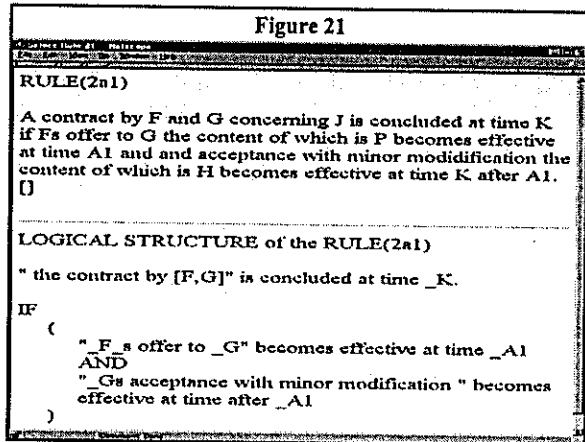 Figure 21
RULE(2a1)
A contract by F and G concerning J is concluded at time K
if Fs offer to G the content of which is P becomes effective
at time A1 and and acceptance with minor modidification the
content of which is H becomes effective at time K after A1.
[]
LOGICAL STRUCTURE of the RULE(2a1)
" the contract by [F,G]" is concluded at time _K.
IF
(
"_F_s offer to _G" becomes effective at time _A1
AND
"_Gs acceptance with minor modification " becomes
effective at time after _A1
)